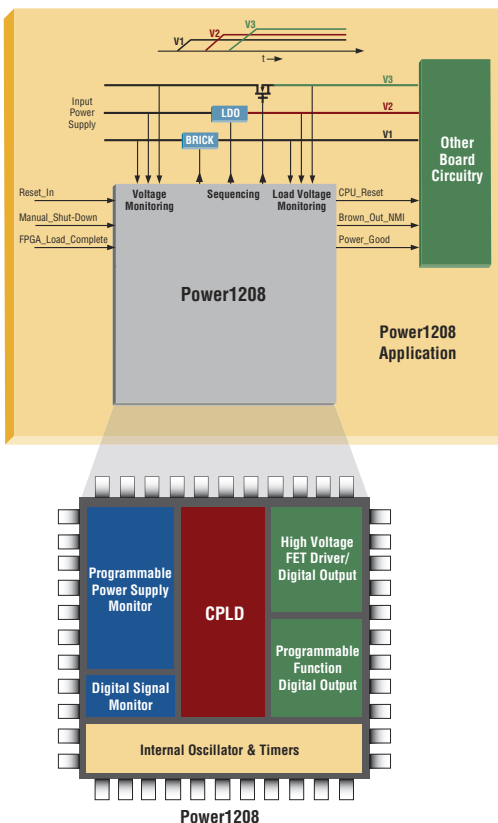 V3
V2
V1
t
V3
Input
Power
Supply
LDO
V2
BRICK
V1
Other
Board
Circuitry
Reset_In
Voltage
Monitoring
Sequencing
Load Voltage
Monitoring
CPU_Reset
Manual_Shut-Down
Brown_Out_NMI
FPGA_Load_Complete
Power_Good
Power1208
Power1208
Application
Programmable
Power Supply
Monitor
CPLD
High Voltage
FET Driver/
Digital Output
Digital Signal
Monitor
Programmable
Function
Digital Output
Internal Oscillator & Timers
Power1208